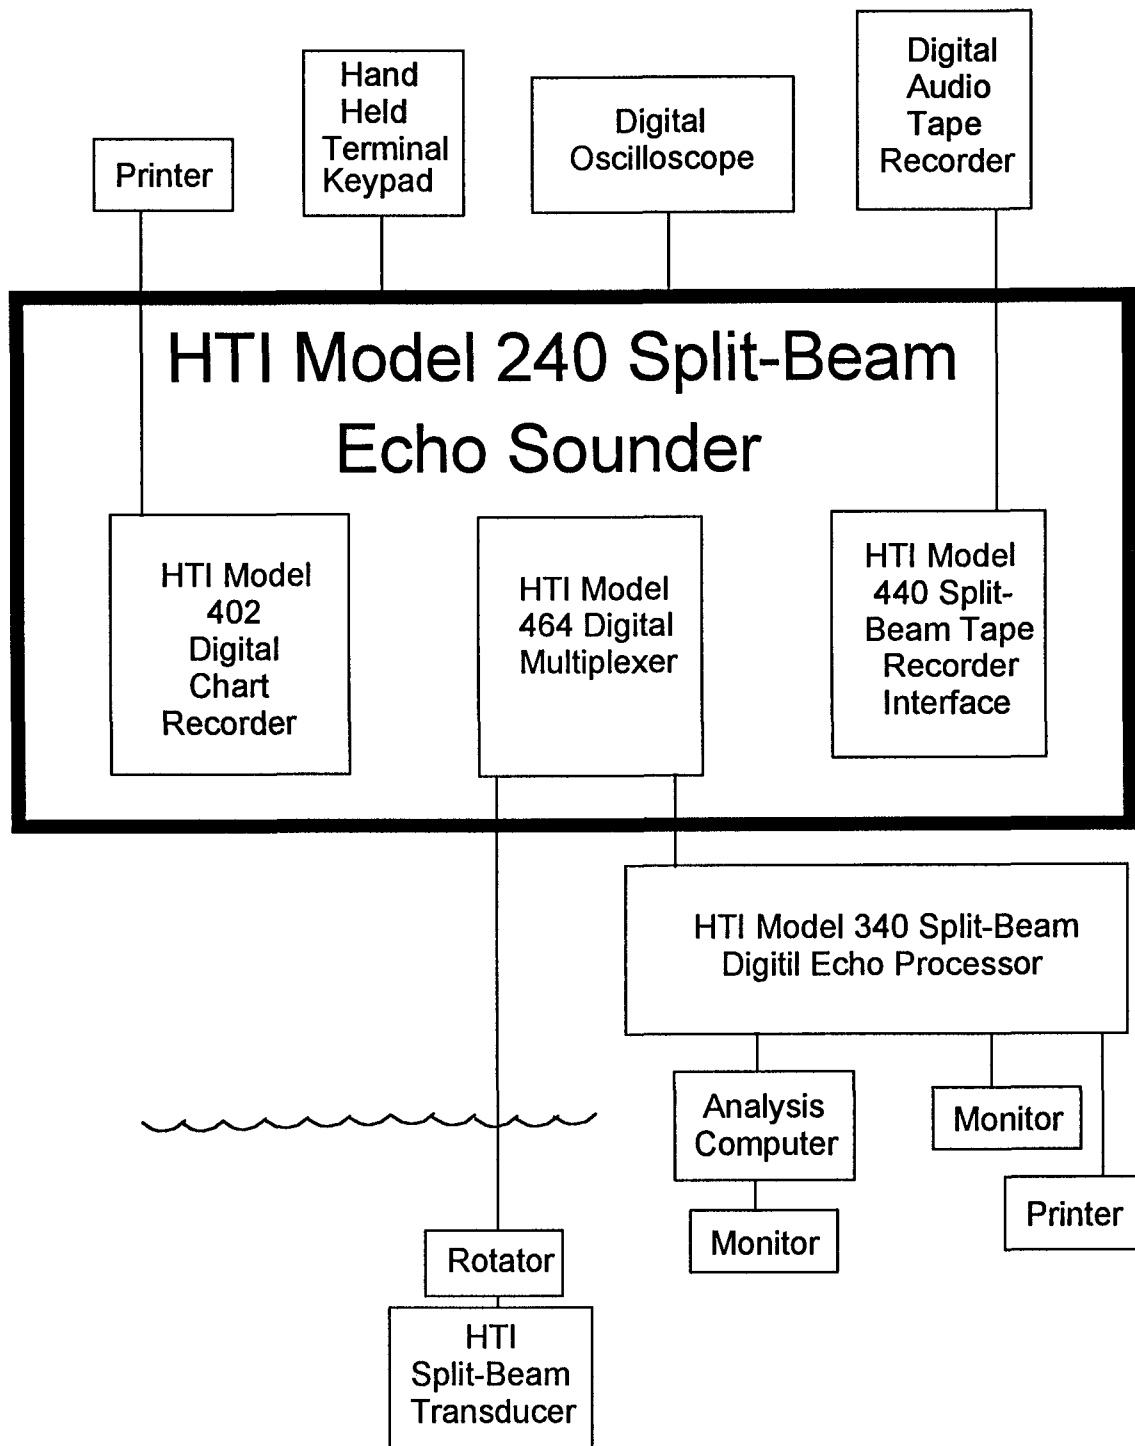 Printer
Hand
Held
Terminal
Keypad
Digital
Oscilloscope
Digital
Audio
Tape
Recorder
HTI Model 240 Split-Beam
Echo Sounder
HTI Model
402
Digital
Chart
Recorder
HTI Model
464 Digital
Multiplexer
HTI Model
440 Split-
Beam Tape
Recorder
Interface
HTI Model 340 Split-Beam
Digitil Echo Processor
Analysis
Computer
Monitor
Monitor
Printer
Rotator
HTI
Split-Beam
Transducer